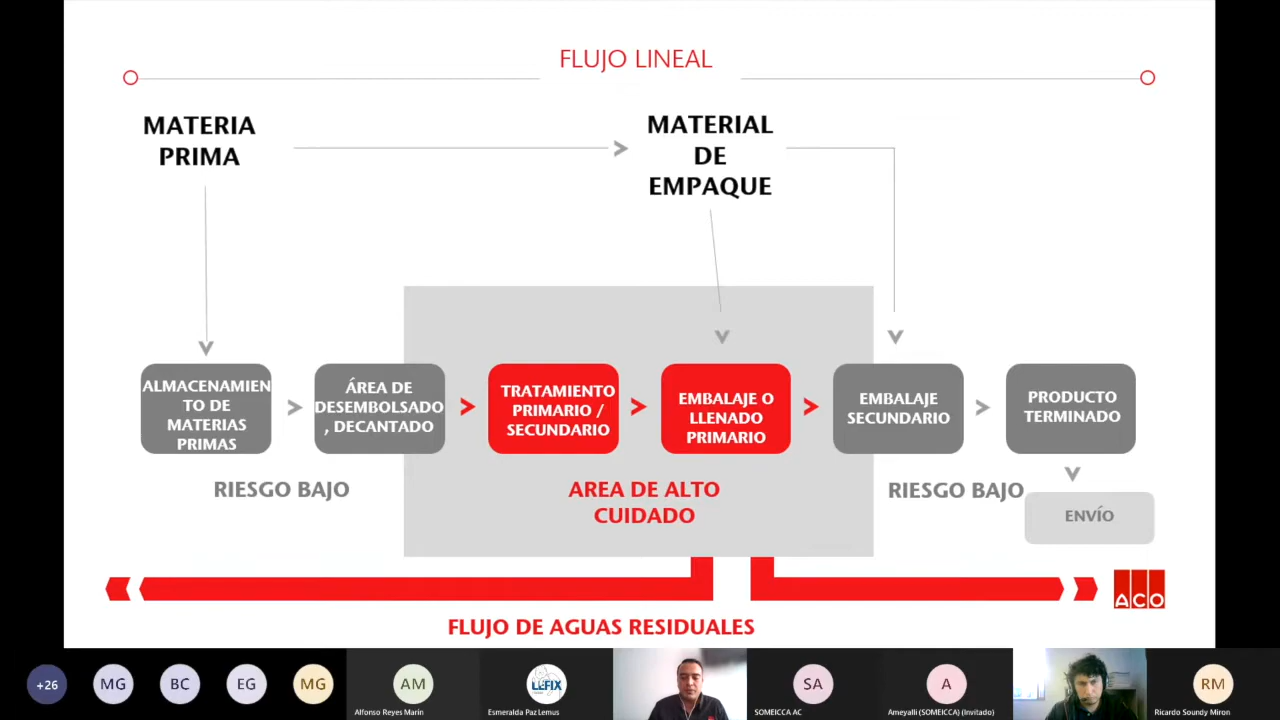 FLUJO LINEAL
MATERIA
PRIMA
MATERIAL
DE
EMPAQUE
ALMACENAMIEN
TO DE
MATERIAS
PRIMAS
ÁREA DE
DESEMBOLSADO
, DECANTADO
TRATAMIENTO
PRIMARIO /
SECUNDARIO
EMBALAJE O
LLENADO
PRIMARIO
EMBALAJE
SECUNDARIO
PRODUCTO
TERMINADO
RIESGO BAJO
AREA DE ALTO
CUIDADO
RIESGO BAJO
ENVÍO
FLUJO DE AGUAS RESIDUALES
ACO
+26
MG
BC
EG
MG
AM
Alfonso Reyes Marín
LEFIX
Esmeralda Paz Lemus
SA
SOMEICCA AC
A
Ameyalli (SOMEICCA) (Invitado)
RM
Ricardo Soundy Miron